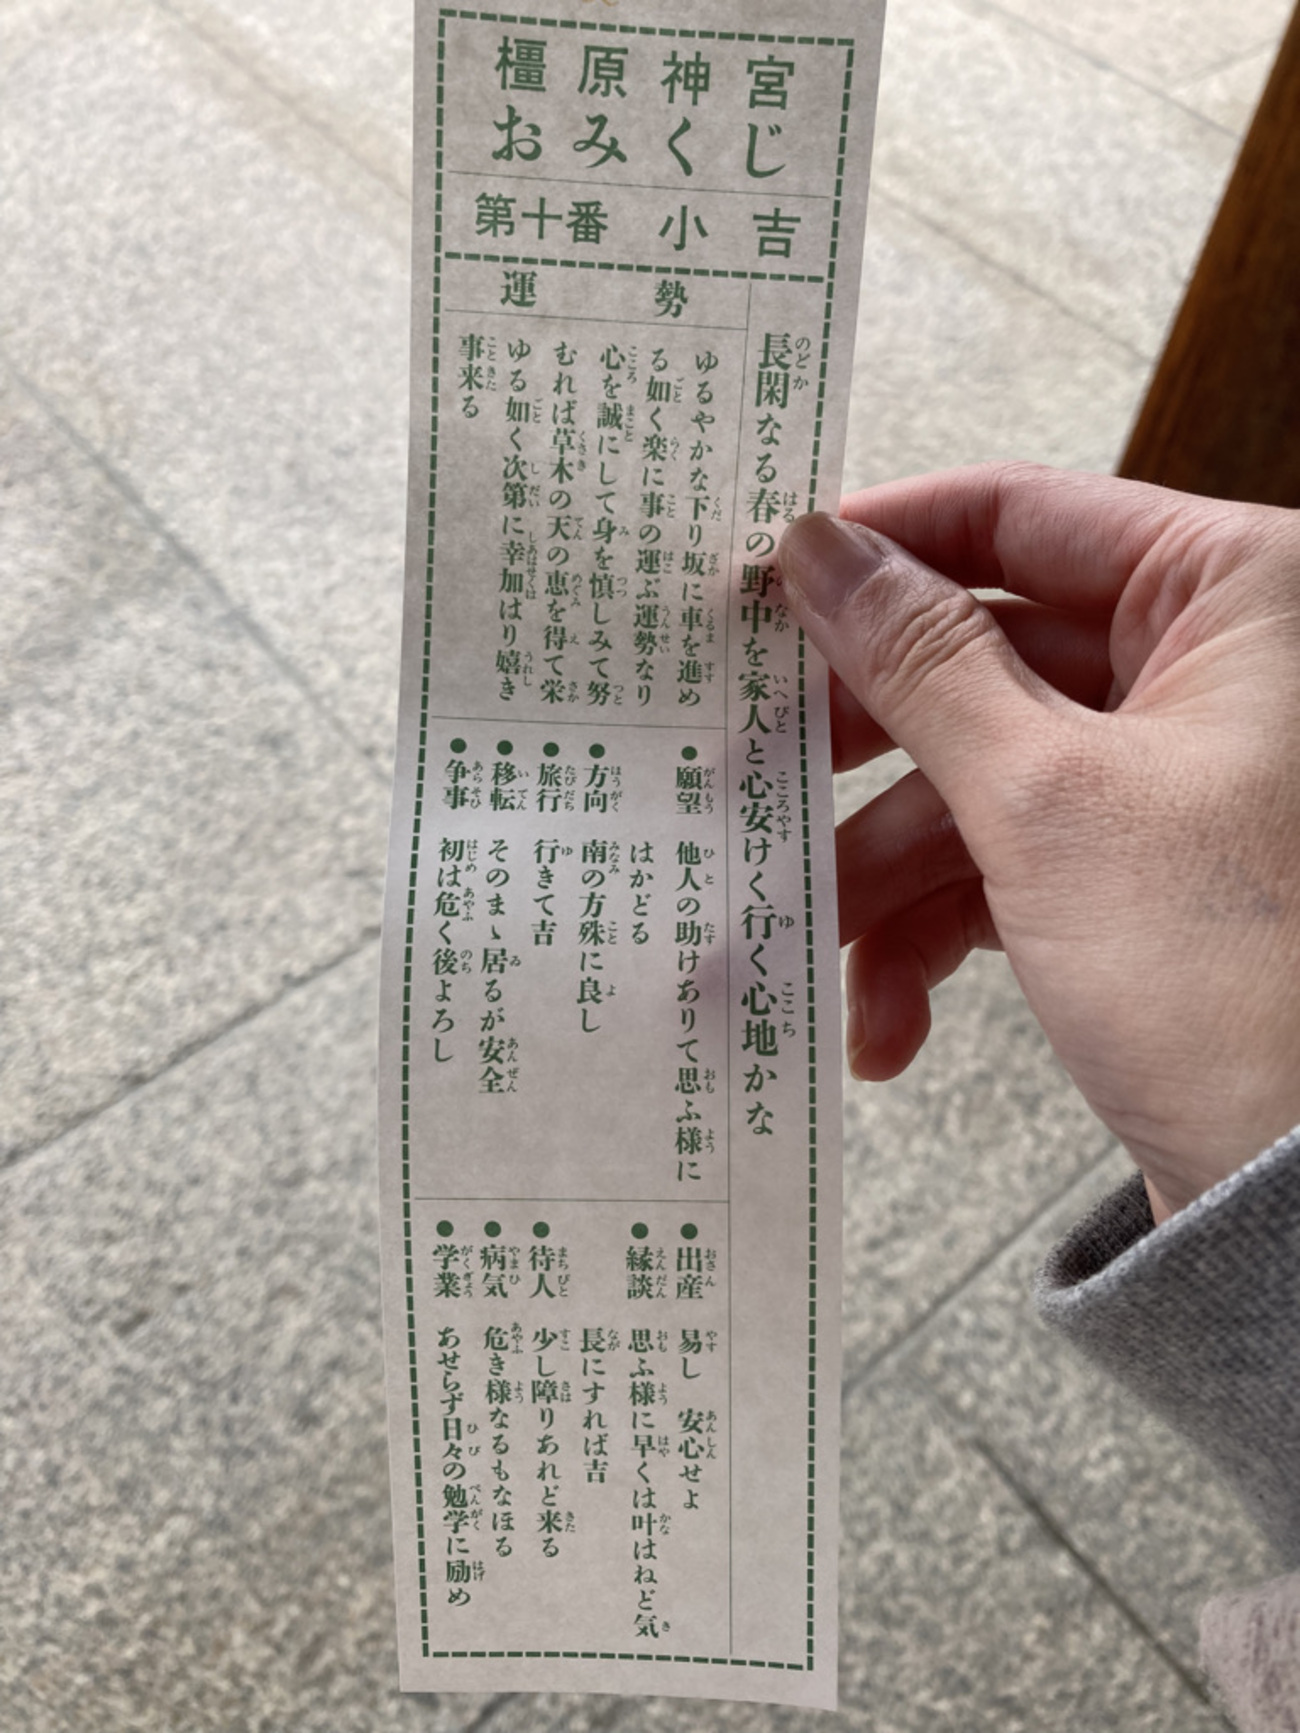 橿原神宮
おみくじ
第十番 小吉
長閑なる春の野中を家人と心安けく行く心地かな
運勢
ゆるやかな下り坂に車を進め
る如く楽に事の運ぶ運勢なり
心を誠にして身を慎しみて努
むれば草木の天の恵を得て栄
ゆる如く次第に幸加はり嬉き
事来る
●願望 他人の助けありて思ふ様に
はかどる
●方向 南の方殊に良し
●旅行 行きて吉
●移転 そのまゝ居るが安全
●争事 初は危く後よろし
●出産 易し 安心せよ
●縁談 思ふ様に早くは叶はねど気
長にすれば吉
●待人 少し障りあれど来る
●病気 危き様なるもなほる
●学業 あせらず日々の勉学に励め